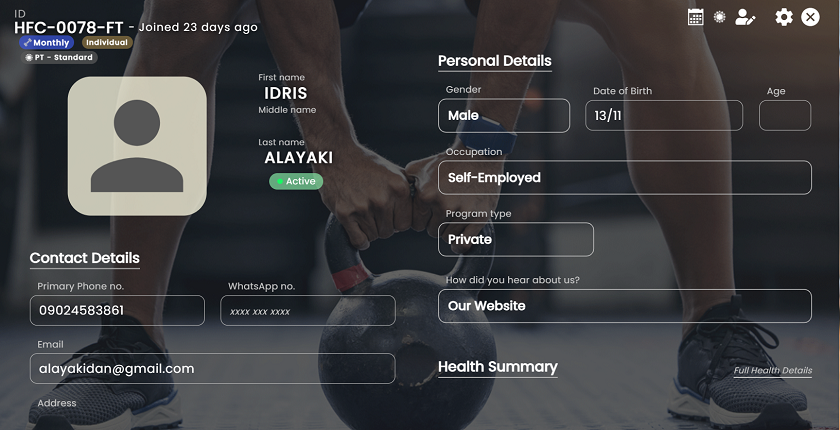 ID
HFC-0078-FT - Joined 23 days ago
Monthly Individual
PT - Standard
First name
IDRIS
Middle name
Last name
ALAYAKI
Active
Contact Details
Primary Phone no.
09024583861
WhatsApp no.
xxxx xxx xxxx
Email
alayakidan@gmail.com
Address
Personal Details
Gender
Male
Date of Birth
13/11
Age
Occupation
Self-Employed
Program type
Private
How did you hear about us?
Our Website
Health Summary
Full Health Details